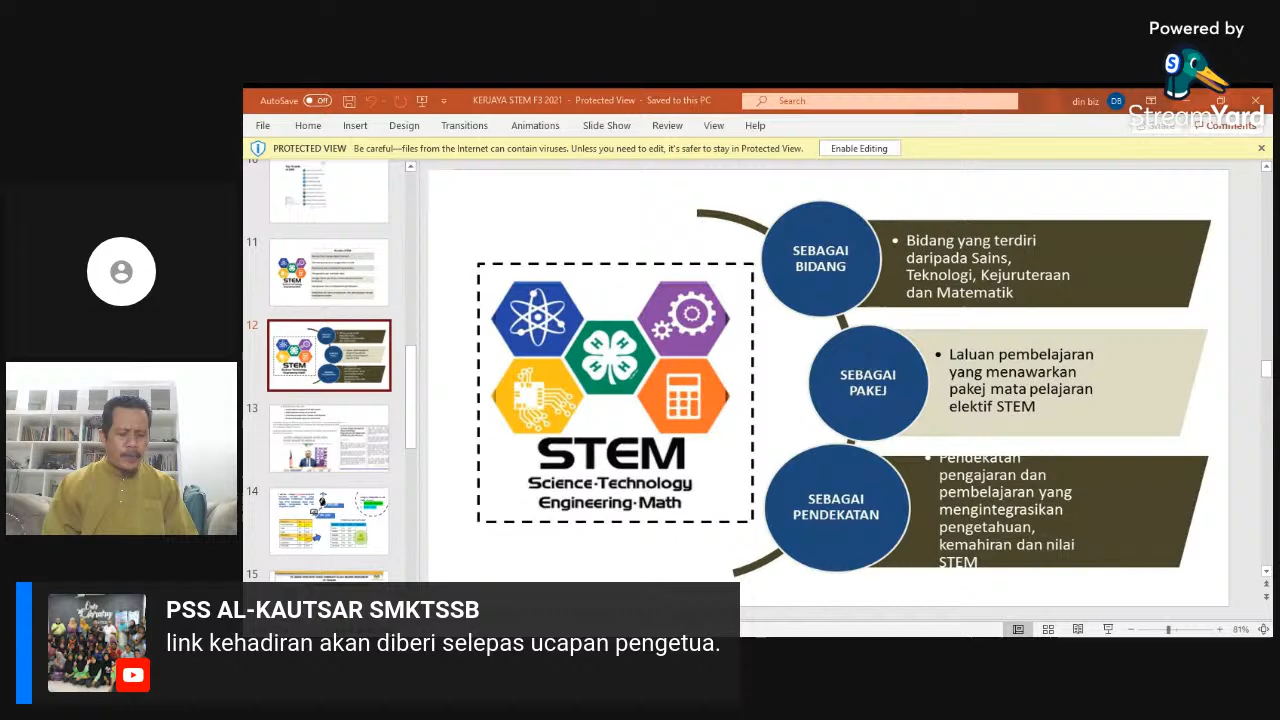 Powered by
StreamYard
AutoSave Off
KERJAYA STEM F3 2021 - Protected View - Saved to this PC
Search
din biz
DB
File Home Insert Design Transitions Animations Slide Show Review View Help
Share Comments
PROTECTED VIEW Be careful—files from the Internet can contain viruses. Unless you need to edit, it's safer to stay in Protected View.
Enable Editing
11
12
13
14
15
STEM
Science·Technology
Engineering·Math
SEBAGAI
BIDANG
• Bidang yang terdiri
daripada Sains,
Teknologi, Kejuruteraan
dan Matematik
SEBAGAI
PAKEJ
• Laluan pembelajaran
yang menawarkan
pakej mata pelajaran
elektif STEM
SEBAGAI
PENDEKATAN
• Pendekatan
pengajaran dan
pembelajaran yang
mengintegrasikan
pengetahuan,
kemahiran dan nilai
STEM
81%
PSS AL-KAUTSAR SMKTSSB
link kehadiran akan diberi selepas ucapan pengetua.